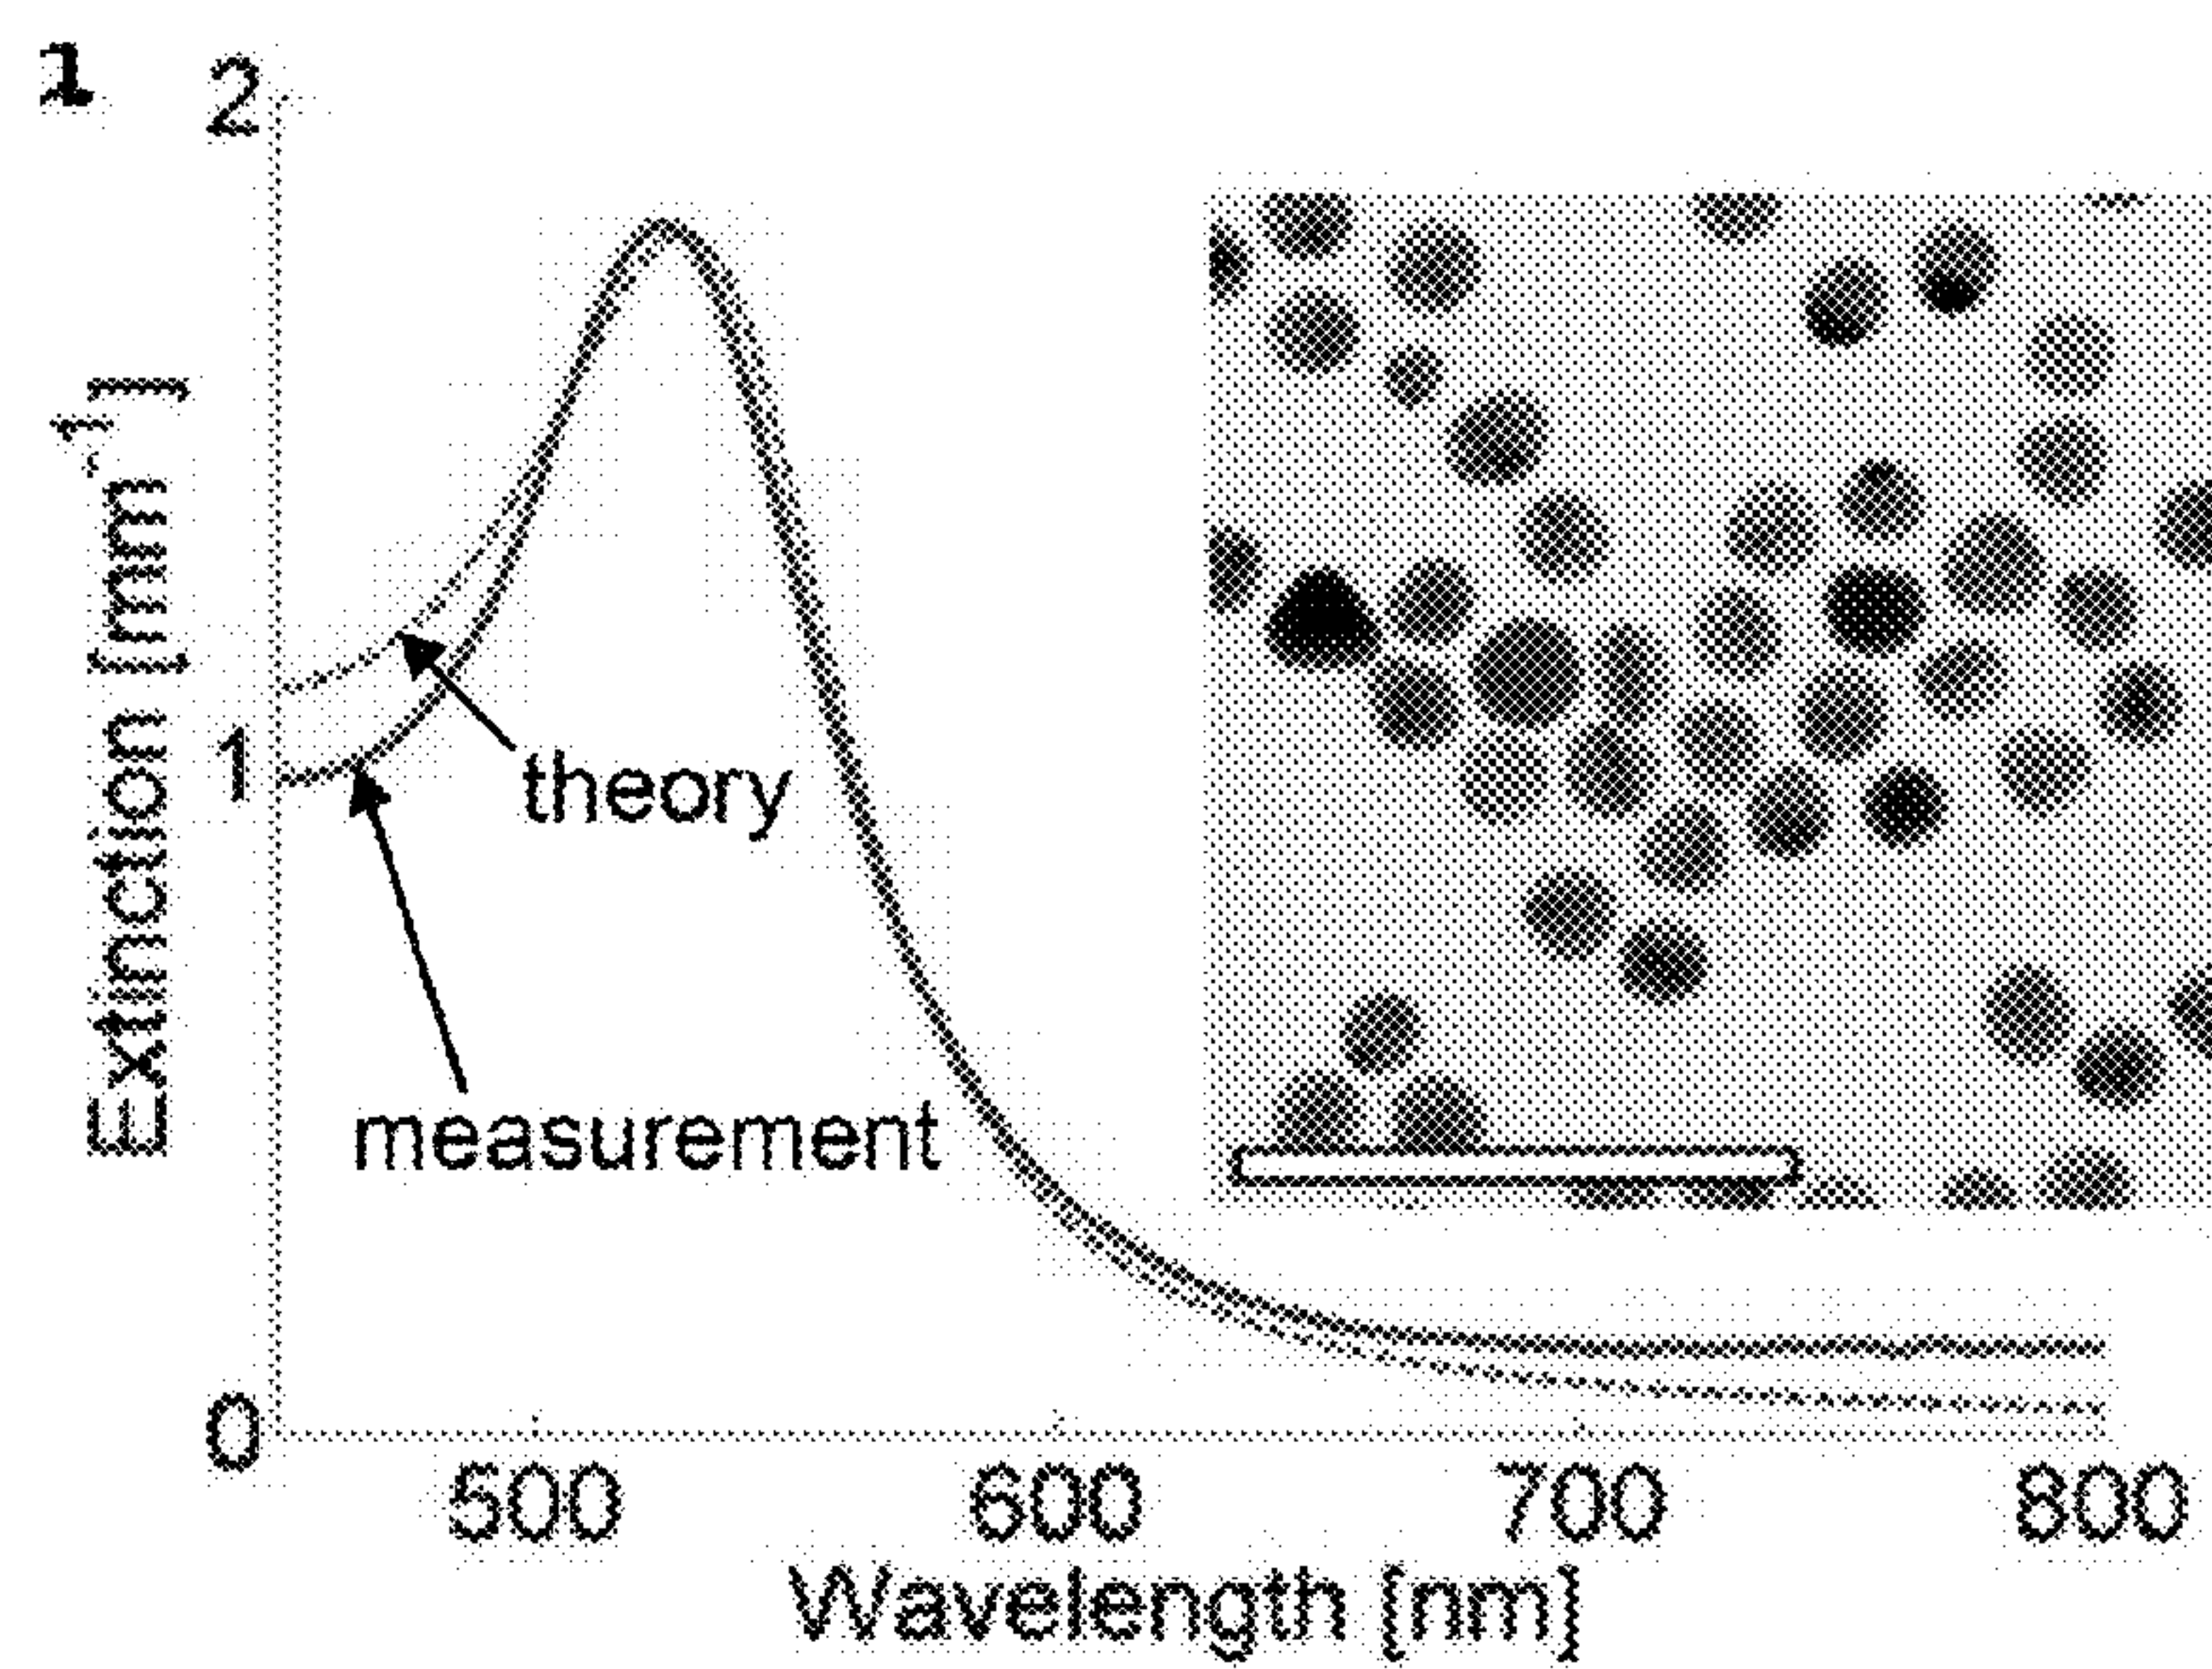 1
2
Extinction [mm⁻¹]
1
theory
measurement
0
500 600 700 800
Wavelength [nm]